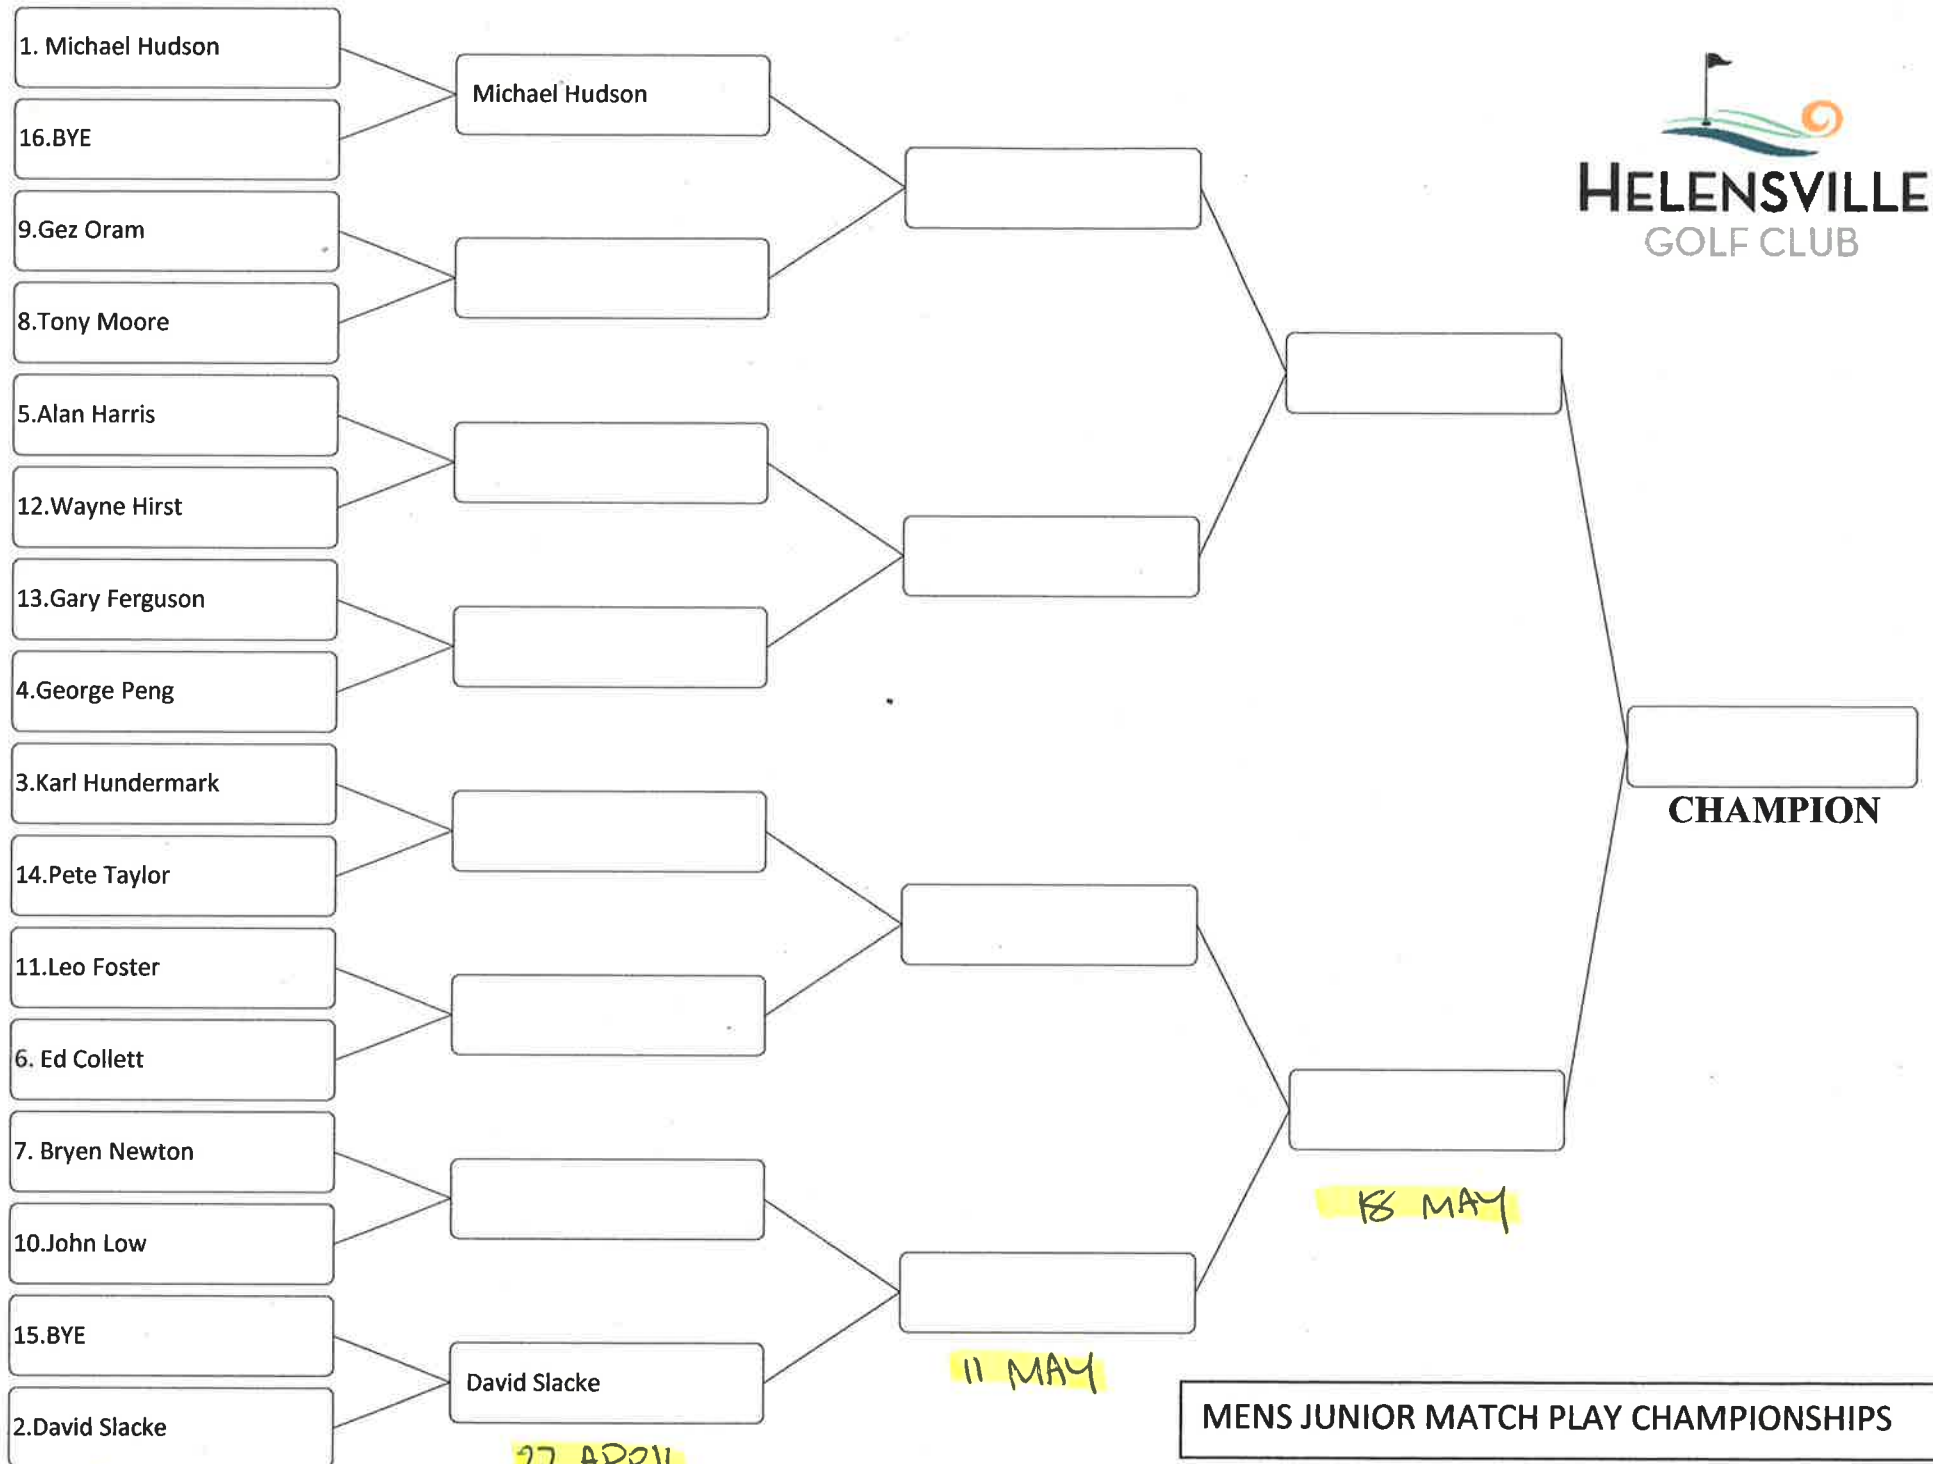 1. Michael Hudson
16.BYE
9.Gez Oram
8.Tony Moore
5.Alan Harris
12.Wayne Hirst
13.Gary Ferguson
4.George Peng
3.Karl Hundermark
14.Pete Taylor
11.Leo Foster
6. Ed Collett
7. Bryen Newton
10.John Low
15.BYE
2.David Slacke
Michael Hudson
David Slacke
27 APRIL
11 MAY
18 MAY
CHAMPION
HELENSVILLE
GOLF CLUB
MENS JUNIOR MATCH PLAY CHAMPIONSHIPS